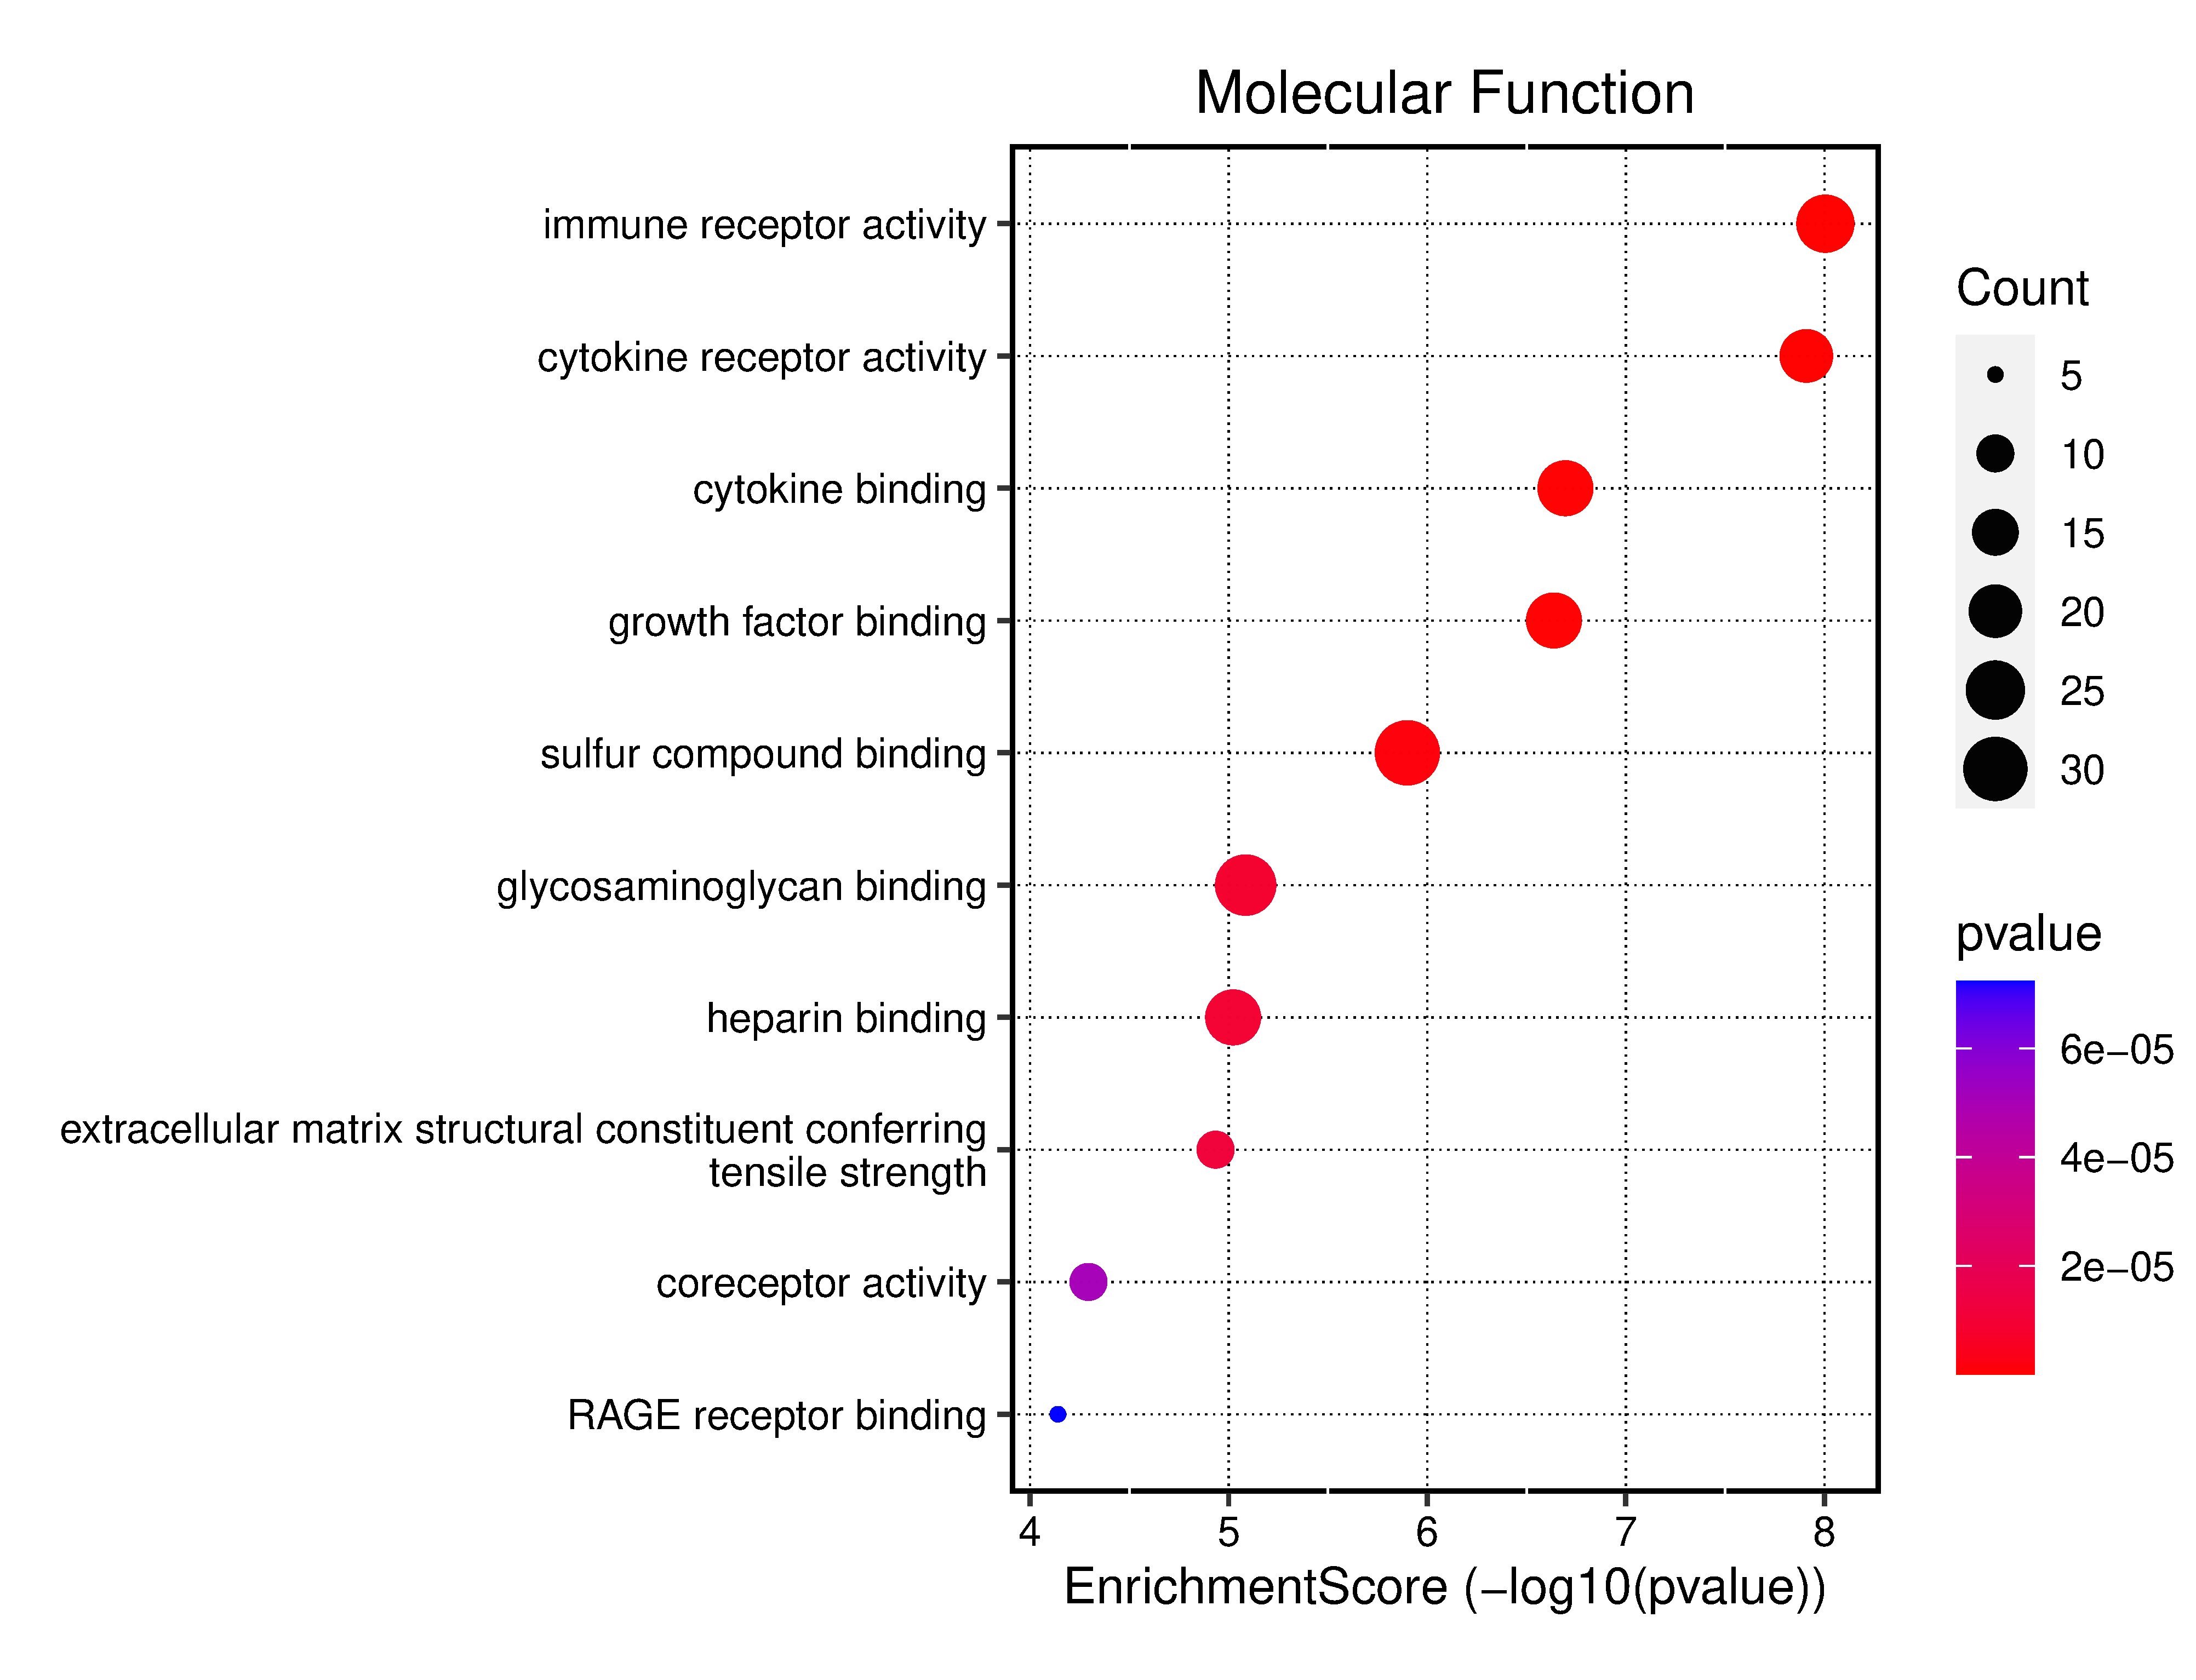 Molecular Function
immune receptor activity
cytokine receptor activity
cytokine binding
growth factor binding
sulfur compound binding
glycosaminoglycan binding
heparin binding
extracellular matrix structural constituent conferring
tensile strength
coreceptor activity
RAGE receptor binding
4 5 6 7 8
EnrichmentScore (−log10(pvalue))
Count
5
10
15
20
25
30
pvalue
6e−05
4e−05
2e−05